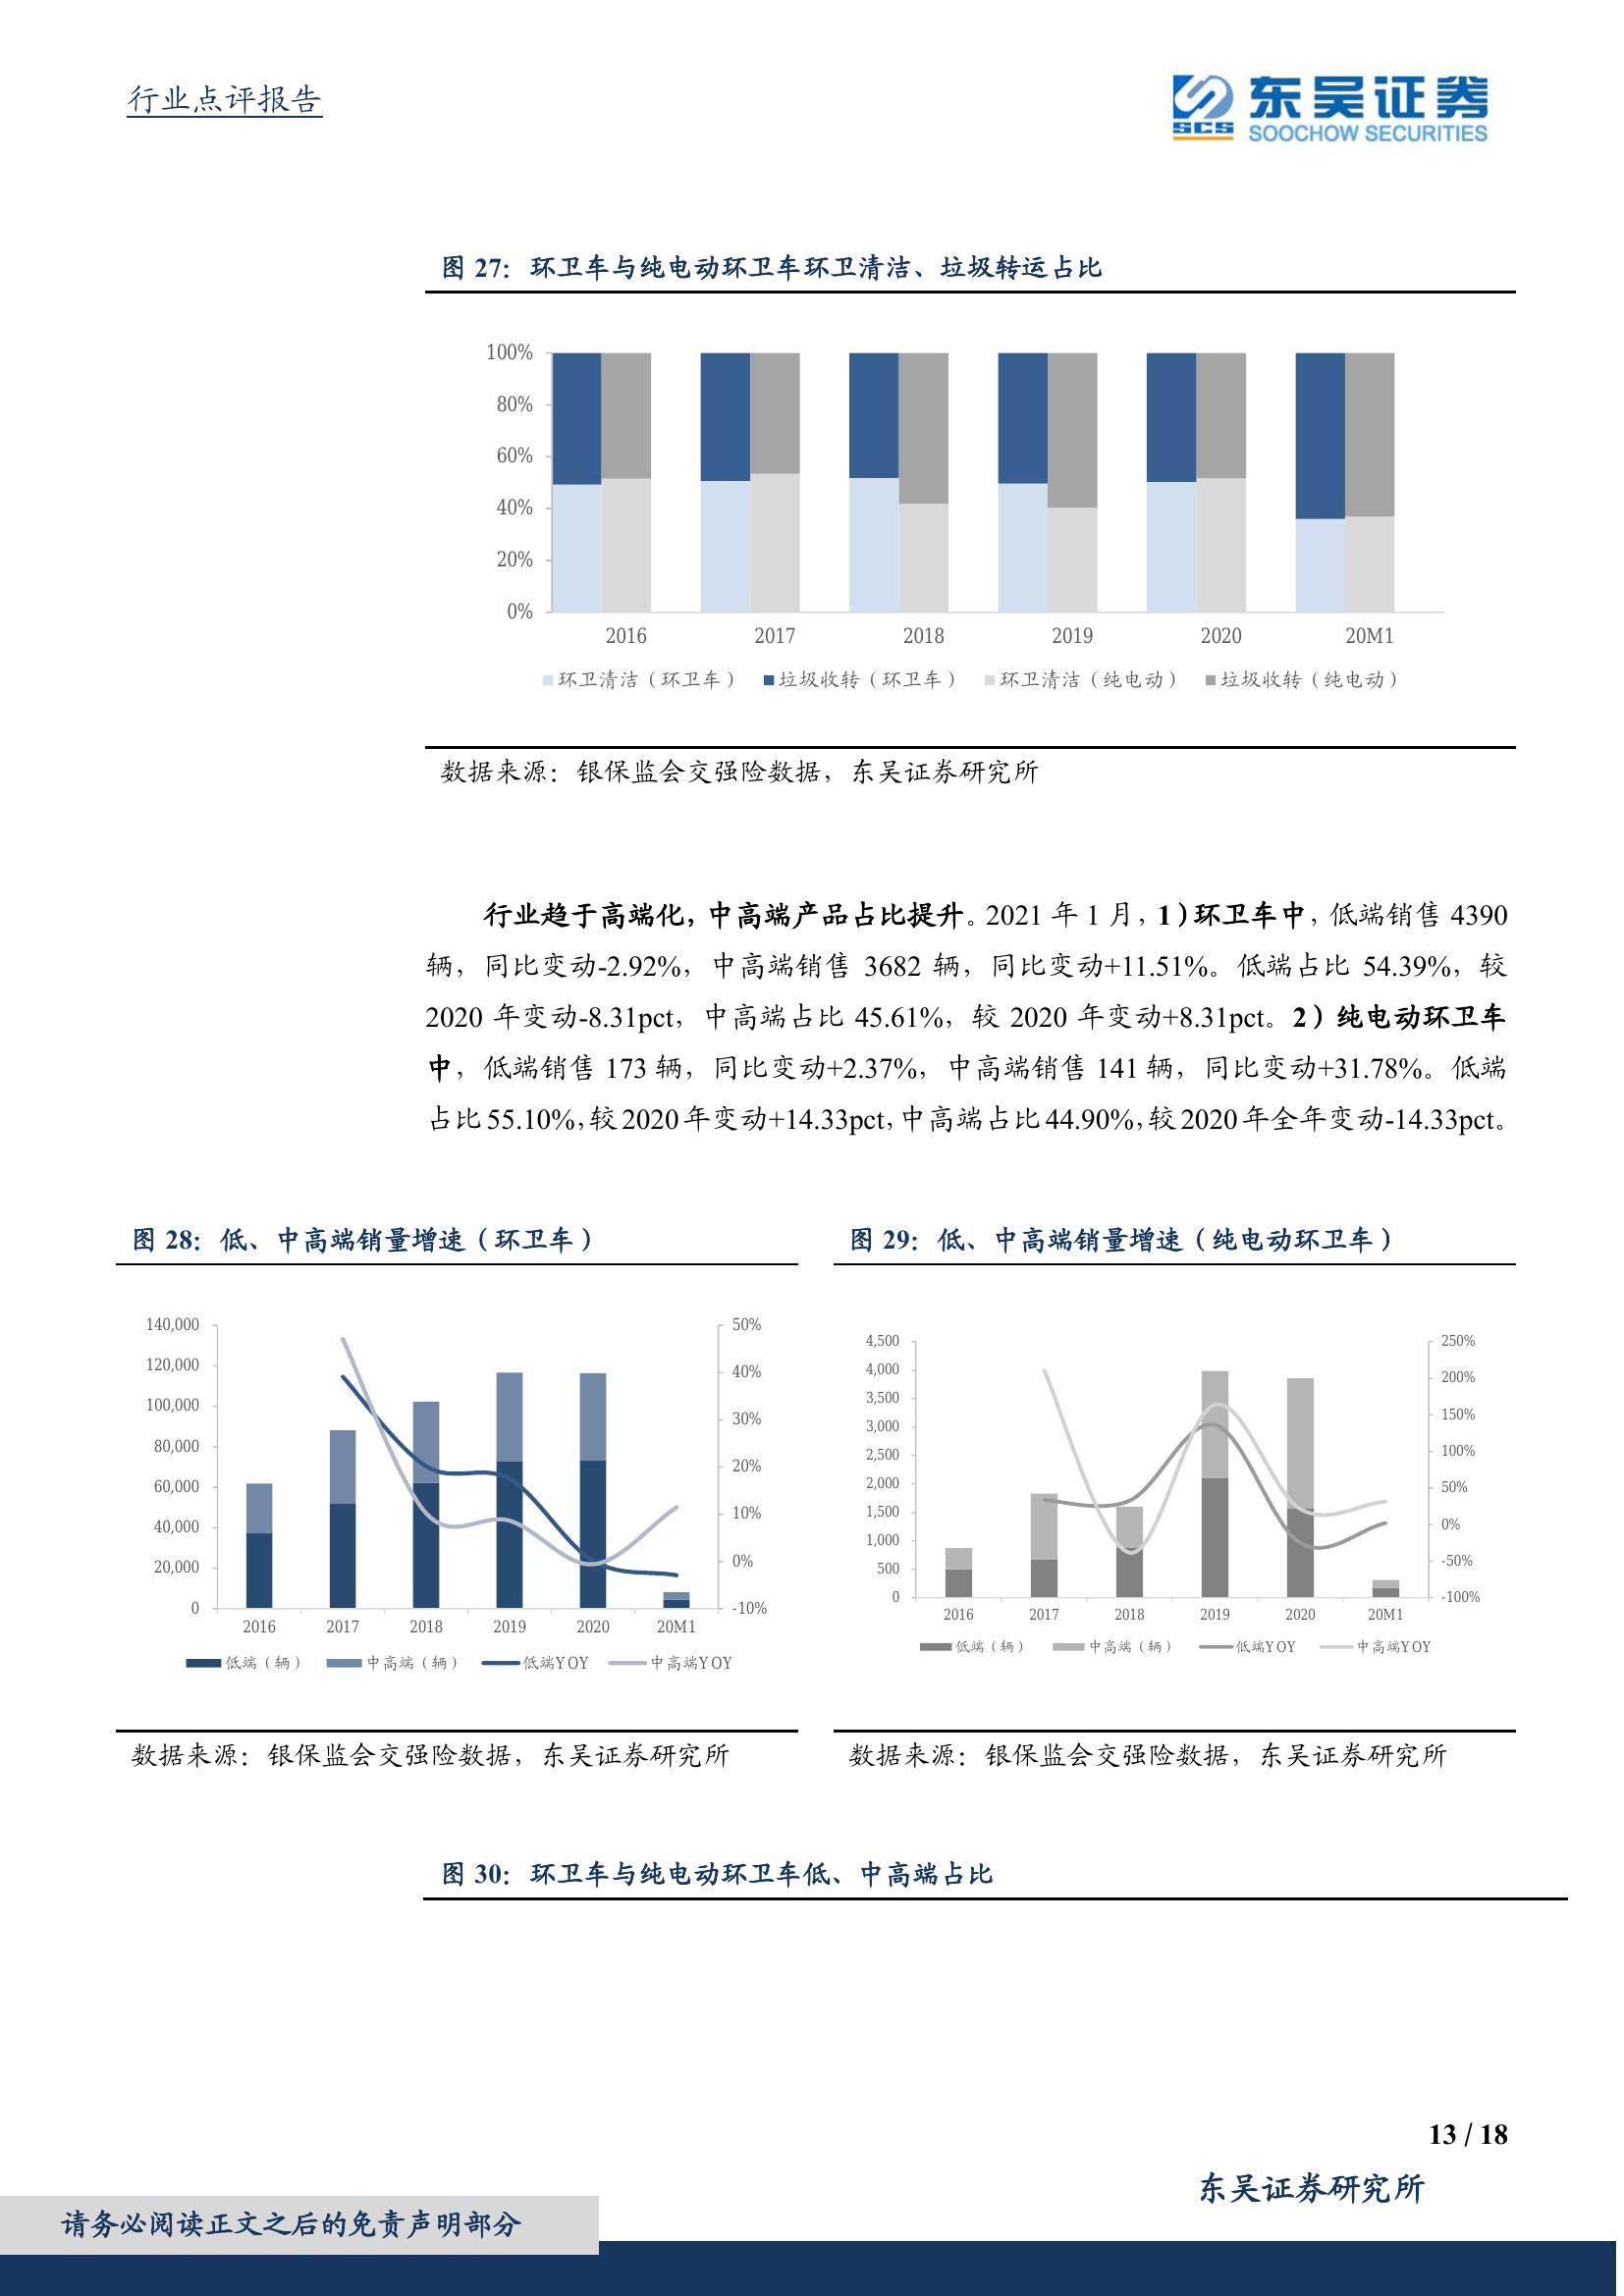 行业点评报告
SCS 东吴证券
SOOCHOW SECURITIES
图 27：环卫车与纯电动环卫车环卫清洁、垃圾转运占比
100%
80%
60%
40%
20%
0%
2016 2017 2018 2019 2020 20M1
环卫清洁（环卫车） 垃圾收转（环卫车） 环卫清洁（纯电动） 垃圾收转（纯电动）
数据来源：银保监会交强险数据，东吴证券研究所
行业趋于高端化，中高端产品占比提升。2021 年 1 月，1）环卫车中，低端销售 4390
辆，同比变动-2.92%，中高端销售 3682 辆，同比变动+11.51%。低端占比 54.39%，较
2020 年变动-8.31pct，中高端占比 45.61%，较 2020 年变动+8.31pct。2）纯电动环卫车
中，低端销售 173 辆，同比变动+2.37%，中高端销售 141 辆，同比变动+31.78%。低端
占比 55.10%，较 2020 年变动+14.33pct，中高端占比 44.90%，较 2020 年全年变动-14.33pct。
图 28：低、中高端销量增速（环卫车）
140,000 50%
120,000 40%
100,000 30%
80,000 20%
60,000 10%
40,000 0%
20,000 -10%
0
2016 2017 2018 2019 2020 20M1
低端（辆） 中高端（辆） 低端YOY 中高端YOY
数据来源：银保监会交强险数据，东吴证券研究所
图 29：低、中高端销量增速（纯电动环卫车）
4,500 250%
4,000 200%
3,500 150%
3,000 100%
2,500 50%
2,000 0%
1,500 -50%
1,000 -100%
500
0
2016 2017 2018 2019 2020 20M1
低端（辆） 中高端（辆） 低端YOY 中高端YOY
数据来源：银保监会交强险数据，东吴证券研究所
图 30：环卫车与纯电动环卫车低、中高端占比
13 / 18
东吴证券研究所
请务必阅读正文之后的免责声明部分